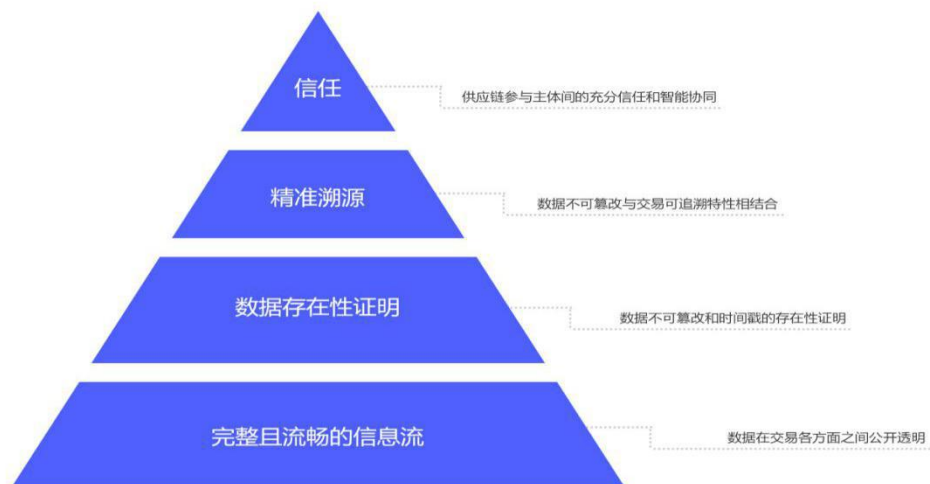 信任
供应链参与主体间的充分信任和智能协同
精准溯源
数据不可篡改与交易可追溯特性相结合
数据存在性证明
数据不可篡改和时间戳的存在性证明
完整且流畅的信息流
数据在交易各方面之间公开透明